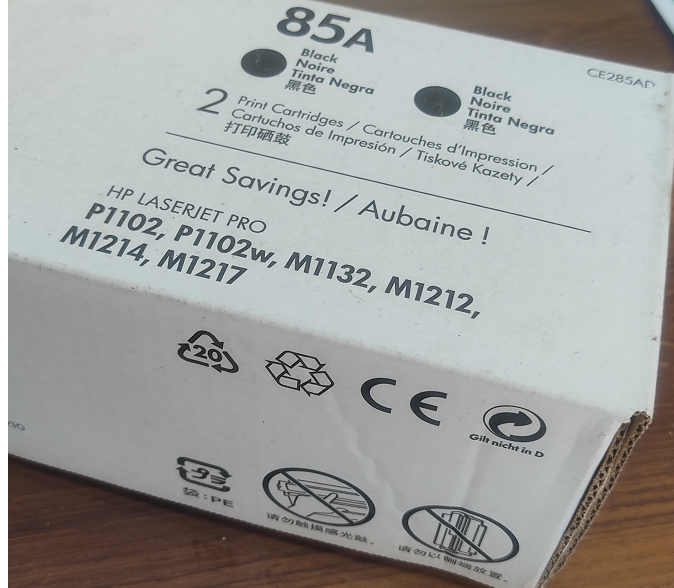 85A
CE285AD
Black
Noire
Tinta Negra
黑色
Black
Noire
Tinta Negra
黑色
2 Print Cartridges / Cartouches d'Impression /
Cartuchos de Impresión / Tiskové Kazety /
打印硒鼓
Great Savings! / Aubaine !
HP LASERJET PRO
P1102, P1102w, M1132, M1212,
M1214, M1217
20
CE
Gilt nicht in D
プラ
袋:PE
请勿触摸感光鼓。
请勿以侧端放置。